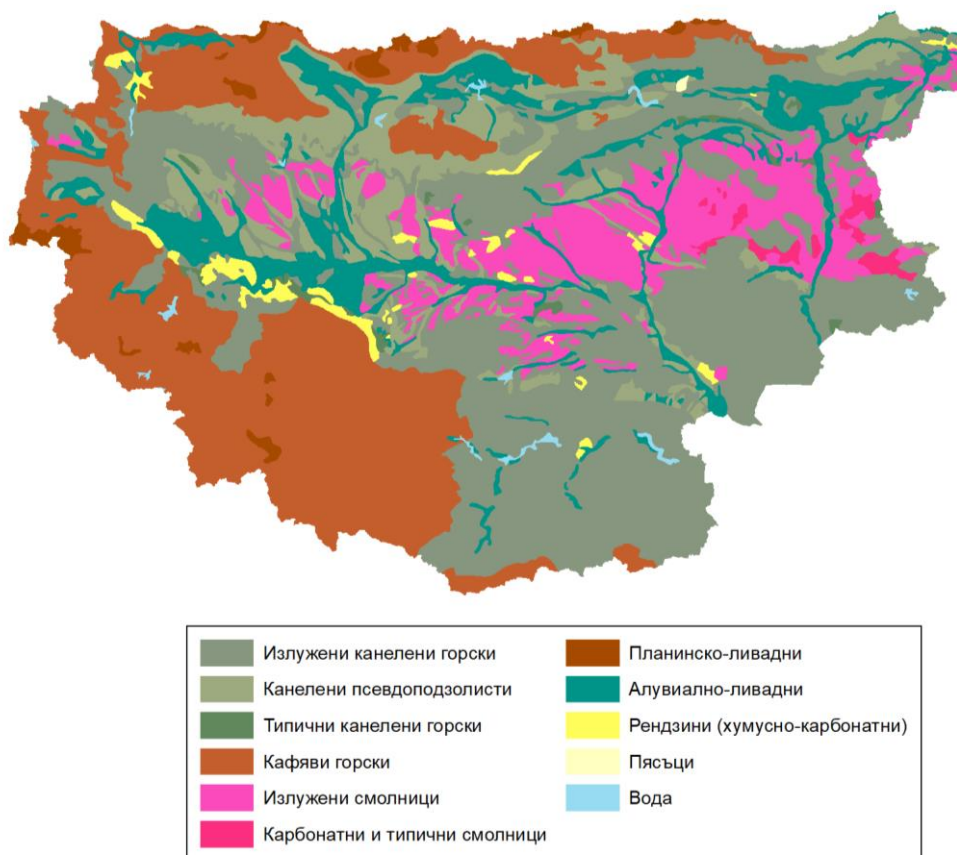 Излужени канелени горски
Канелени псевдоподзолисти
Типични канелени горски
Кафяви горски
Излужени смолници
Карбонатни и типични смолници
Планинско-ливадни
Алувиално-ливадни
Рендзини (хумусно-карбонатни)
Пясъци
Вода